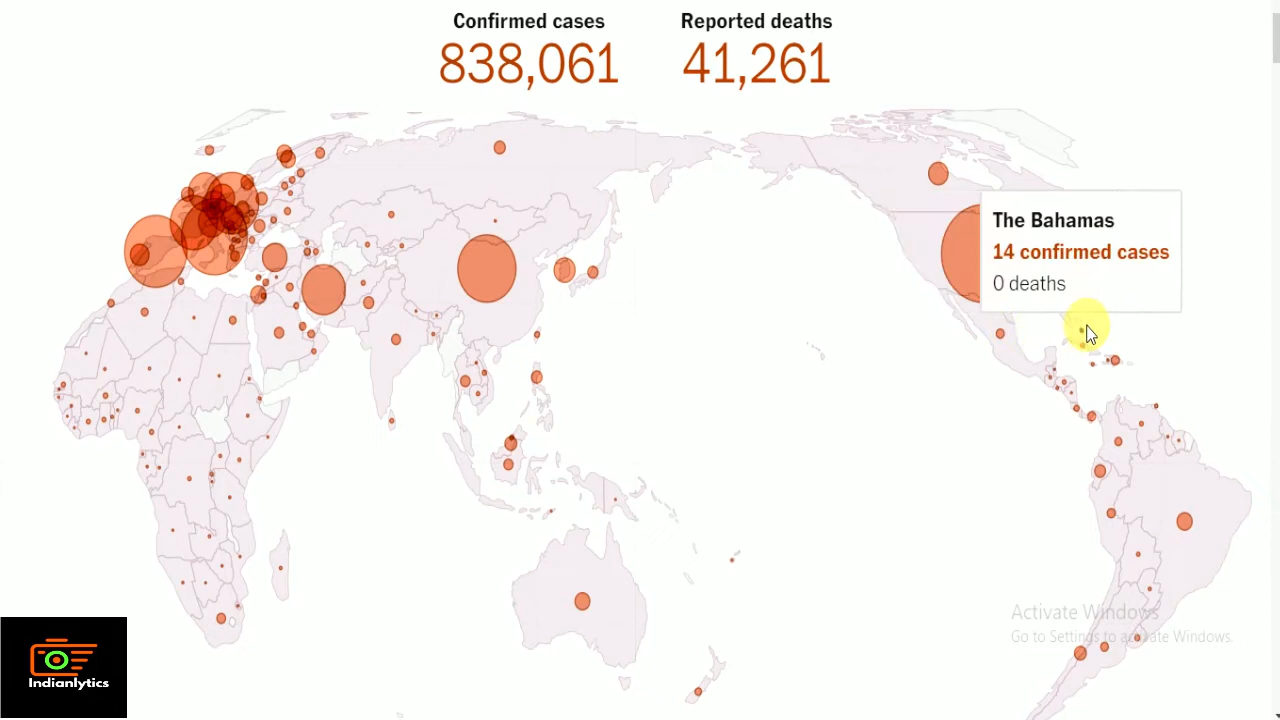 Confirmed cases
838,061
Reported deaths
41,261
The Bahamas
14 confirmed cases
0 deaths
Activate Windows
Go to Settings to activate Windows.
Indianlytics